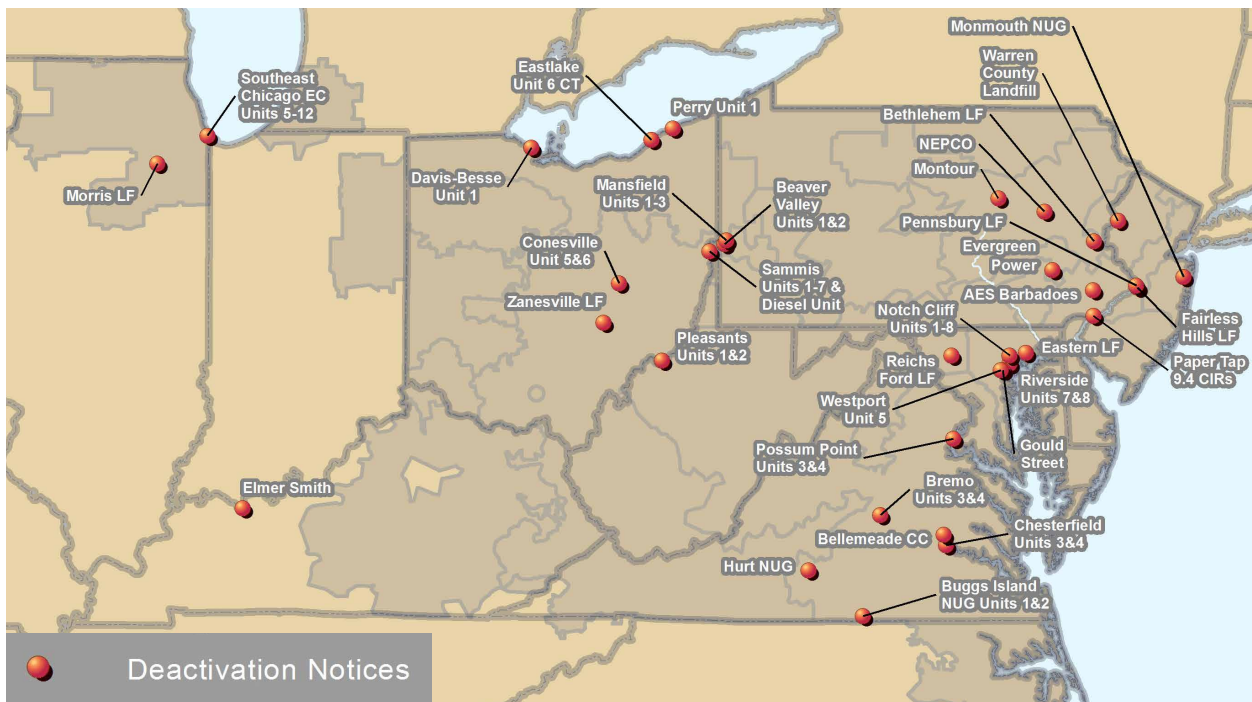 Monmouth NUG
Warren
County
Landfill
Bethlehem LF
NEPCO
Montour
Pennsbury LF
Evergreen
Power
AES Barbadoes
Notch Cliff
Units 1-8
Eastern LF
Fairless
Hills LF
Paper Tap
9.4 CIRs
Reichs
Ford LF
Riverside
Units 7&8
Westport
Unit 5
Gould
Street
Possum Point
Units 3&4
Bremo
Units 3&4
Bellemeade CC
Chesterfield
Units 3&4
Hurt NUG
Buggs Island
NUG Units 1&2
Southeast
Chicago EC
Units 5-12
Morris LF
Eastlake
Unit 6 CT
Perry Unit 1
Davis-Besse
Unit 1
Mansfield
Units 1-3
Beaver
Valley
Units 1&2
Conesville
Unit 5&6
Sammis
Units 1-7 &
Diesel Unit
Zanesville LF
Pleasants
Units 1&2
Elmer Smith
Deactivation Notices